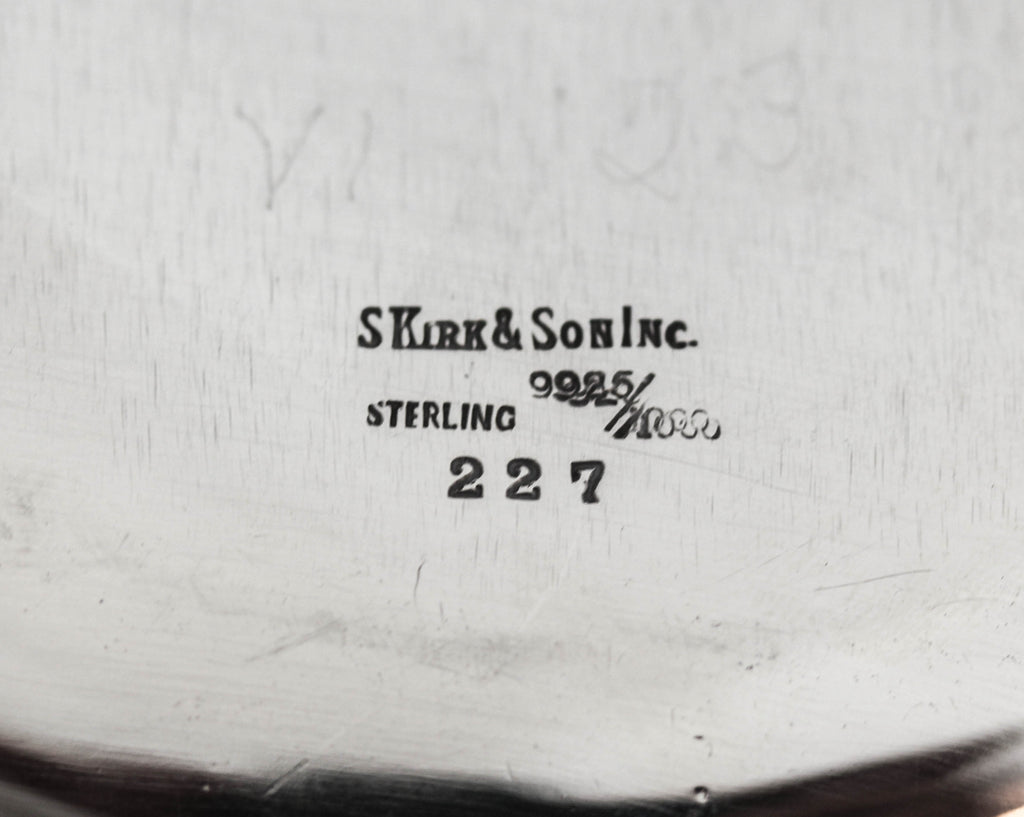 S KIRK & SON INC.
STERLING 925/1000
227